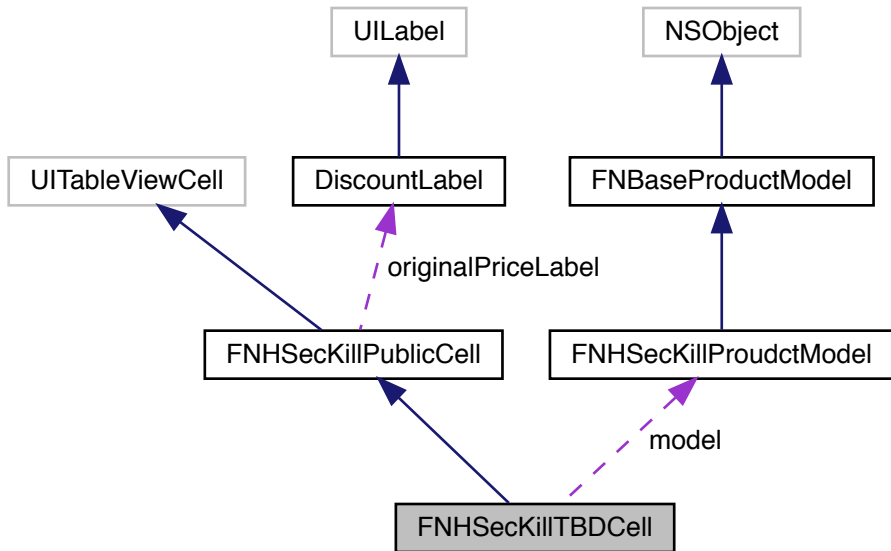 UILabel
NSObject
UITableViewCell
DiscountLabel
FNBaseProductModel
originalPriceLabel
FNHSecKillPublicCell
FNHSecKillProudctModel
model
FNHSecKillTBDCell